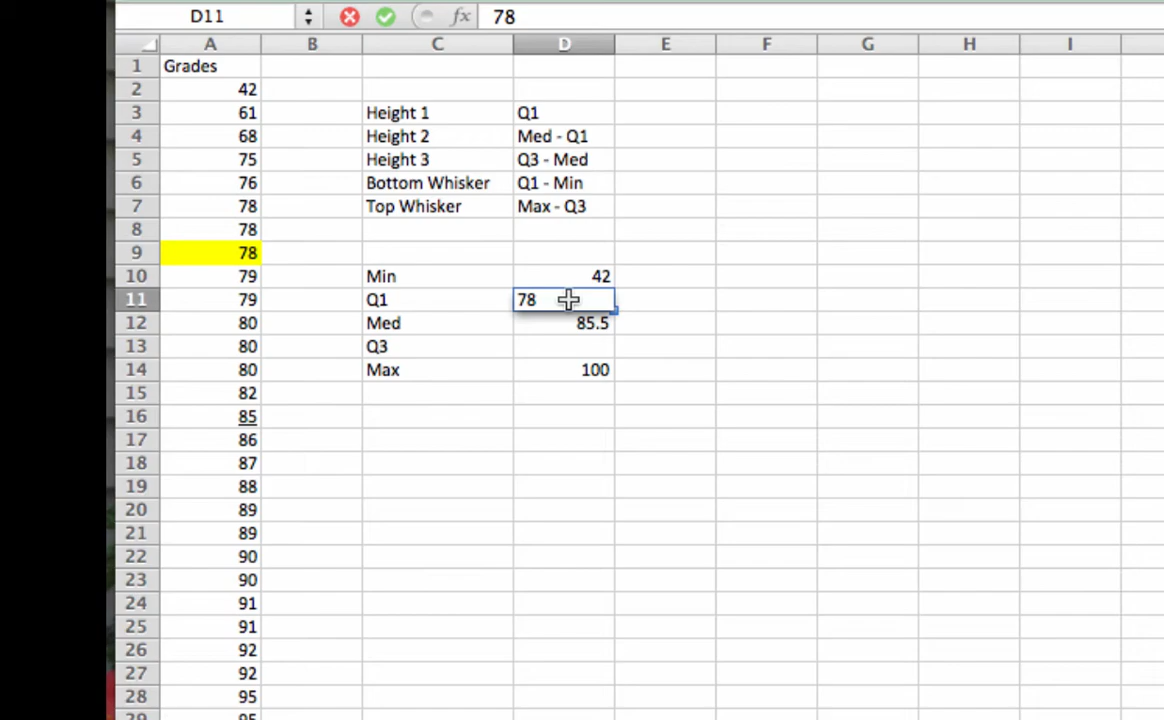 D11 fx 78
A B C D E F G H I
1 Grades
2 42
3 61 Height 1 Q1
4 68 Height 2 Med - Q1
5 75 Height 3 Q3 - Med
6 76 Bottom Whisker Q1 - Min
7 78 Top Whisker Max - Q3
8 78
9 78
10 79 Min 42
11 79 Q1 78
12 80 Med 85.5
13 80 Q3
14 80 Max 100
15 82
16 85
17 86
18 87
19 88
20 89
21 89
22 90
23 90
24 91
25 91
26 92
27 92
28 95
29 95